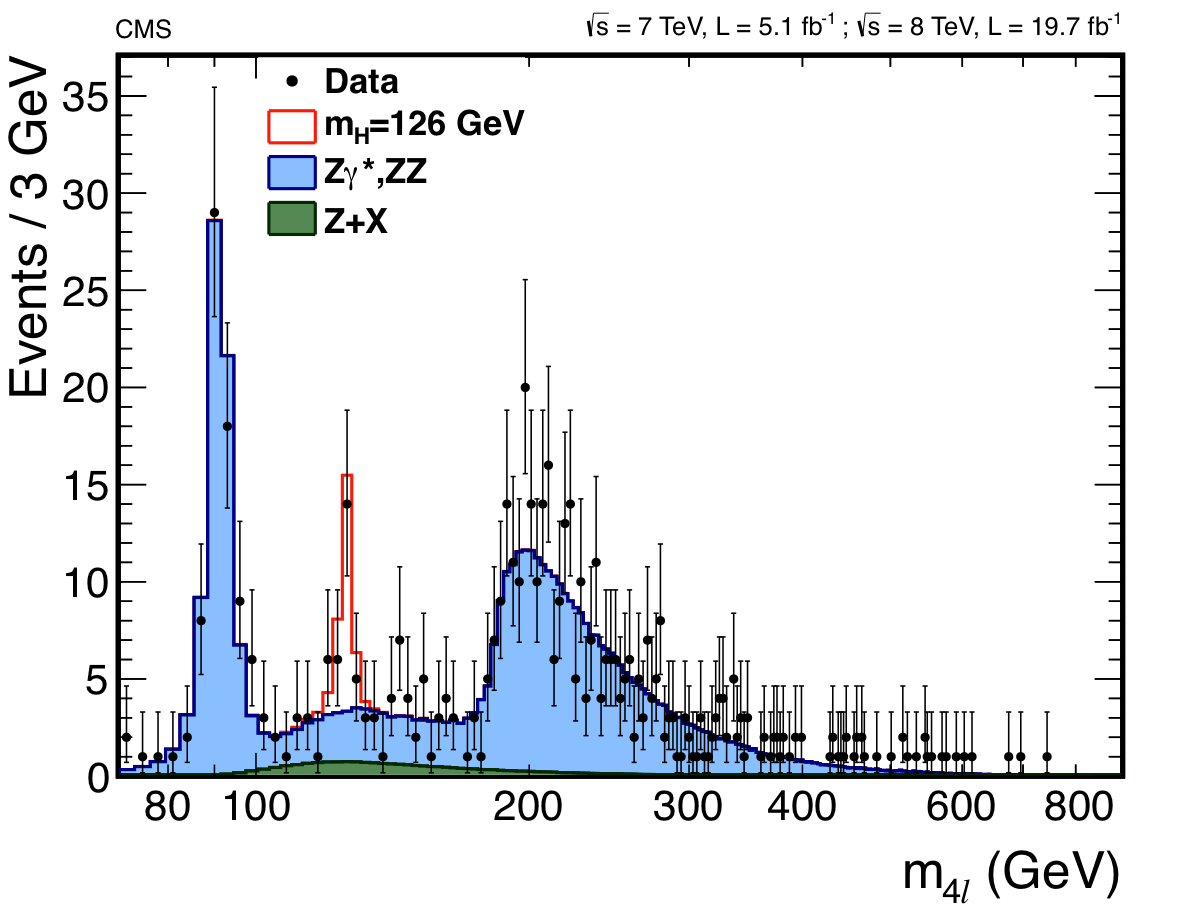 CMS √s = 7 TeV, L = 5.1 fb⁻¹ ; √s = 8 TeV, L = 19.7 fb⁻¹
Events / 3 GeV
35
30
25
20
15
10
5
0
Data
m_H=126 GeV
Zγ*,ZZ
Z+X
80 100 200 300 400 600 800
m_4l (GeV)